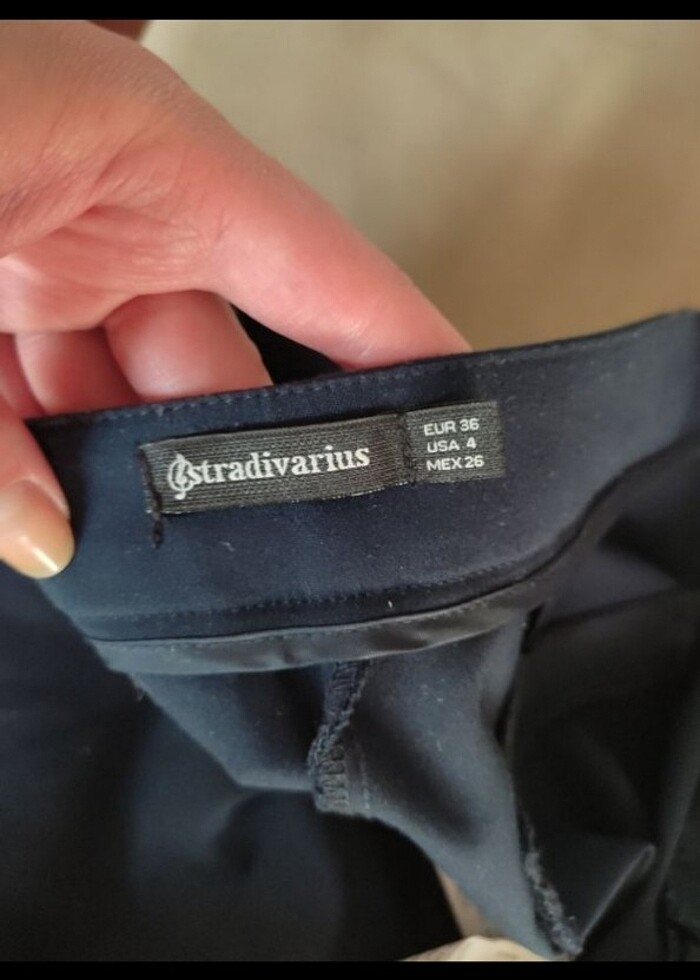 stradivarius
EUR 36
USA 4
MEX 26